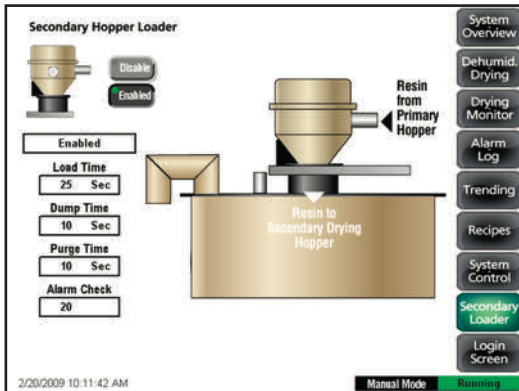 Secondary Hopper Loader
Disable
Enabled
Enabled
Load Time
25 Sec
Dump Time
10 Sec
Purge Time
10 Sec
Alarm Check
20
Resin
from
Primary
Hopper
Resin to
Secondary Drying
Hopper
System
Overview
Dehumid.
Drying
Drying
Monitor
Alarm
Log
Trending
Recipes
System
Control
Secondary
Loader
Login
Screen
2/20/2009 10:11:42 AM
Manual Mode
Running